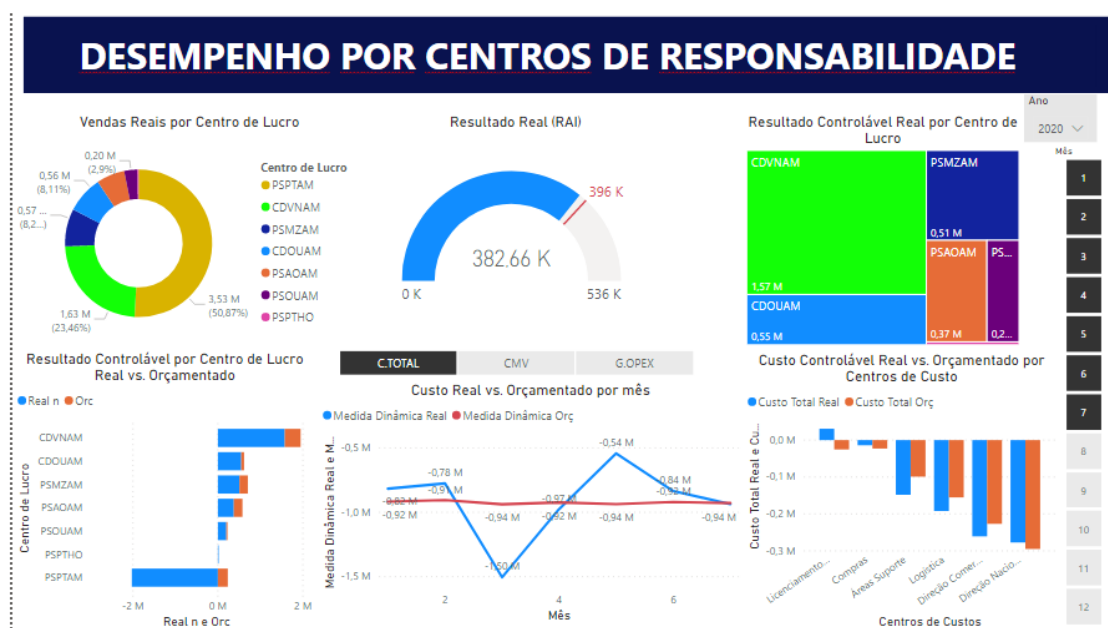 DESEMPENHO POR CENTROS DE RESPONSABILIDADE
Ano
2020
Mês
1
2
3
4
5
6
7
8
9
10
11
12
Vendas Reais por Centro de Lucro
0,20 M
(2,9%)
0,56 M
(8,11%)
0,57 ...
(8,2...)
1,63 M
(23,46%)
3,53 M
(50,87%)
Centro de Lucro
PSPTAM
CDVNAM
PSMZAM
CDOUAM
PSAOAM
PSOUAM
PSPTHO
Resultado Real (RAI)
396 K
382.66 K
0 K
536 K
Resultado Controlável Real por Centro de
Lucro
CDVNAM
1,57 M
CDOUAM
0,55 M
PSMZAM
0,51 M
PSAOAM
0,37 M
PS...
0,2...
Resultado Controlável por Centro de Lucro
Real vs. Orçamentado
Real n
Orc
Centro de Lucro
CDVNAM
CDOUAM
PSMZAM
PSAOAM
PSOUAM
PSPTHO
PSPTAM
-2 M
0 M
2 M
Real n e Orc
C.TOTAL
CMV
G.OPEX
Custo Real vs. Orçamentado por mês
Medida Dinâmica Real
Medida Dinâmica Orç
Medida Dinâmica Real e M...
-0,5 M
-1,0 M
-1,5 M
-0,82 M
-0,92 M
-0,78 M
-0,91 M
-1,50 M
-0,94 M
-0,97 M
-0,92 M
-0,54 M
-0,94 M
-0,84 M
-0,92 M
-0,94 M
2
4
6
Mês
Custo Controlável Real vs. Orçamentado por
Centros de Custo
Custo Total Real
Custo Total Orç
Custo Total Real e Cu...
0,0 M
-0,1 M
-0,2 M
-0,3 M
Licenciamento...
Compras
Áreas Suporte
Logística
Direção Comer...
Direção Nacio...
Centros de Custos